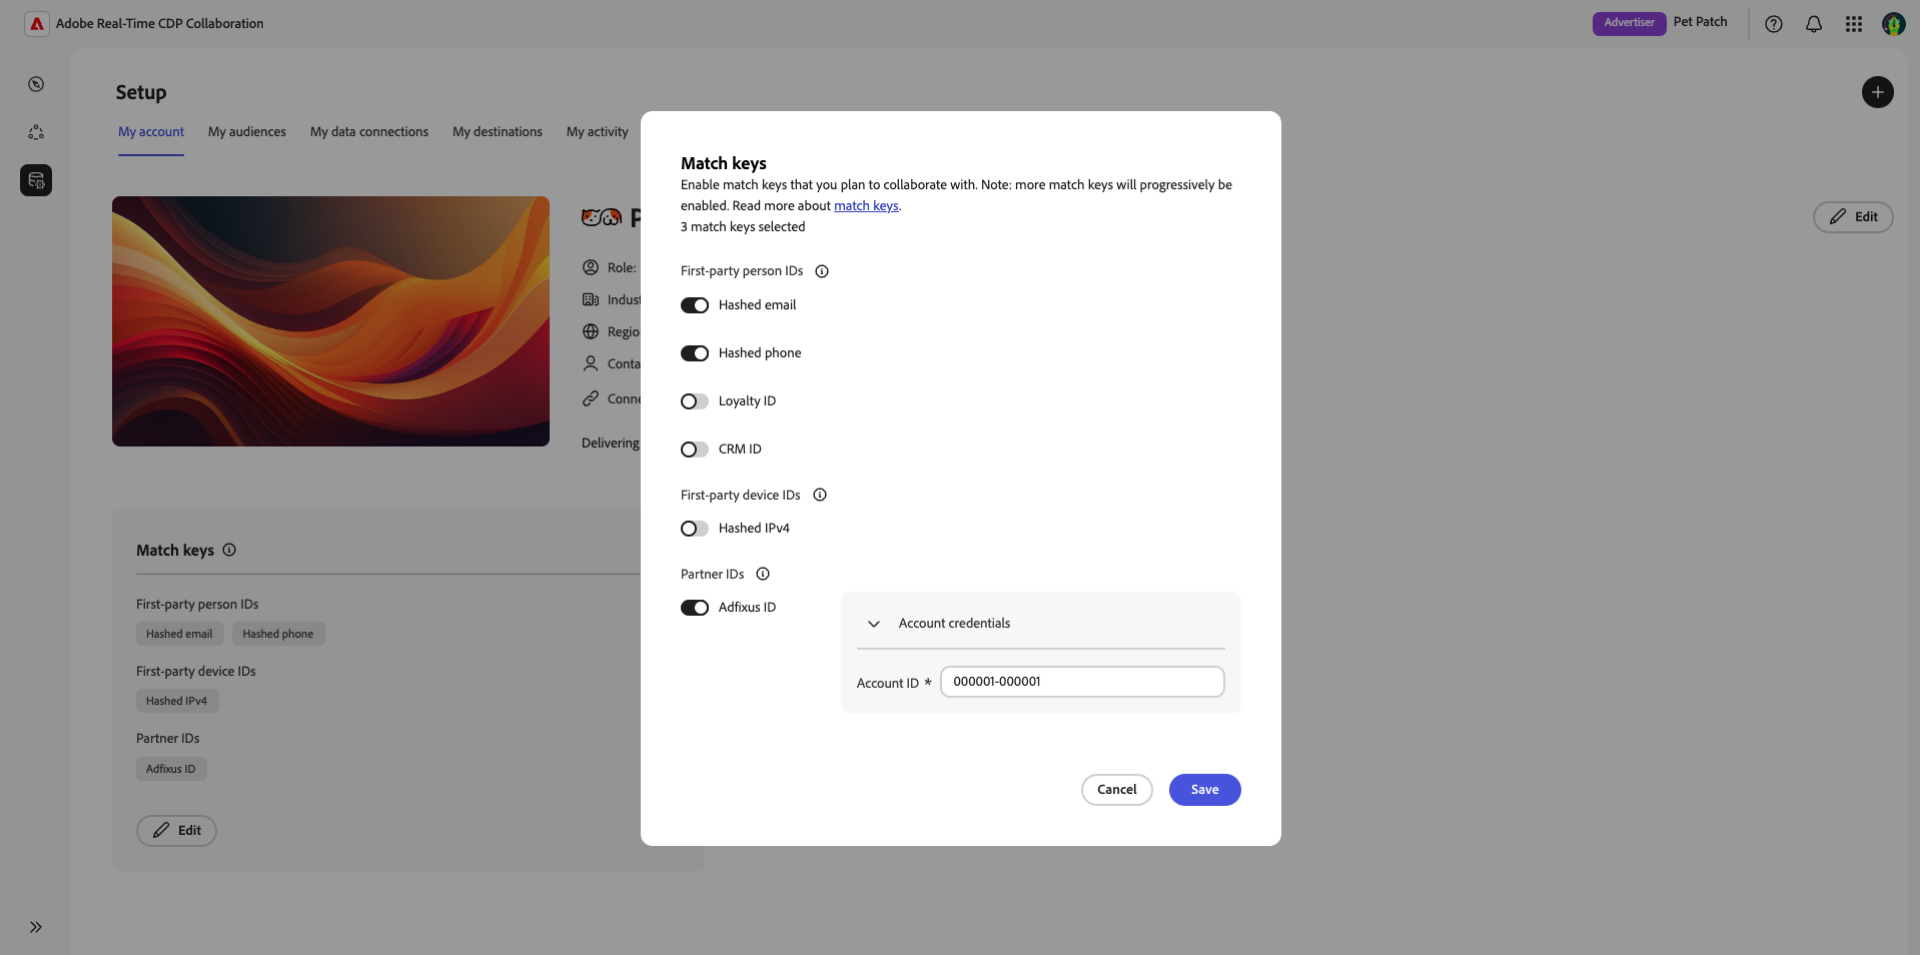 Adobe Real-Time CDP Collaboration
Advertiser
Pet Patch
Setup
My account
My audiences
My data connections
My destinations
My activity
Edit
Role:
Match keys
First-party person IDs
Hashed email
Hashed phone
First-party device IDs
Hashed IPv4
Partner IDs
Adfixus ID
Edit
Delivering
Match keys
Enable match keys that you plan to collaborate with. Note: more match keys will progressively be
enabled. Read more about match keys.
3 match keys selected
First-party person IDs
Hashed email
Hashed phone
Loyalty ID
CRM ID
First-party device IDs
Hashed IPv4
Partner IDs
Adfixus ID
Account credentials
Account ID *
000001-000001
Cancel
Save